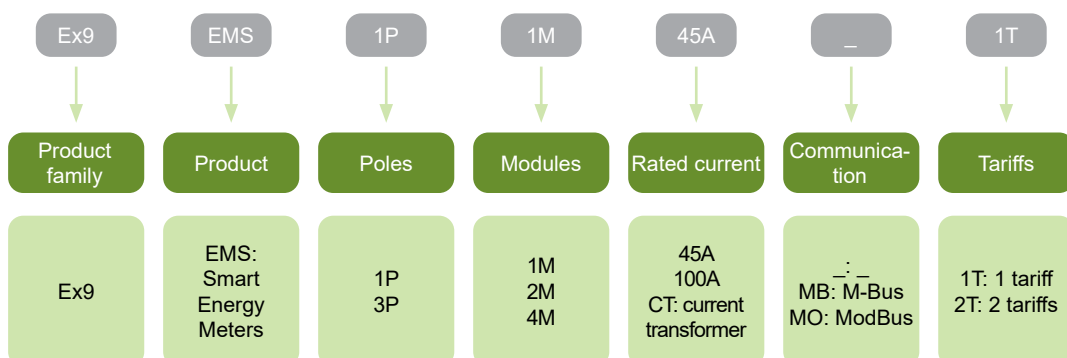 Ex9
EMS
1P
1M
45A
_
1T
Product
family
Product
Poles
Modules
Rated current
Communica-
tion
Tariffs
Ex9
EMS:
Smart
Energy
Meters
1P
3P
1M
2M
4M
45A
100A
CT: current
transformer
_: _
MB: M-Bus
MO: ModBus
1T: 1 tariff
2T: 2 tariffs